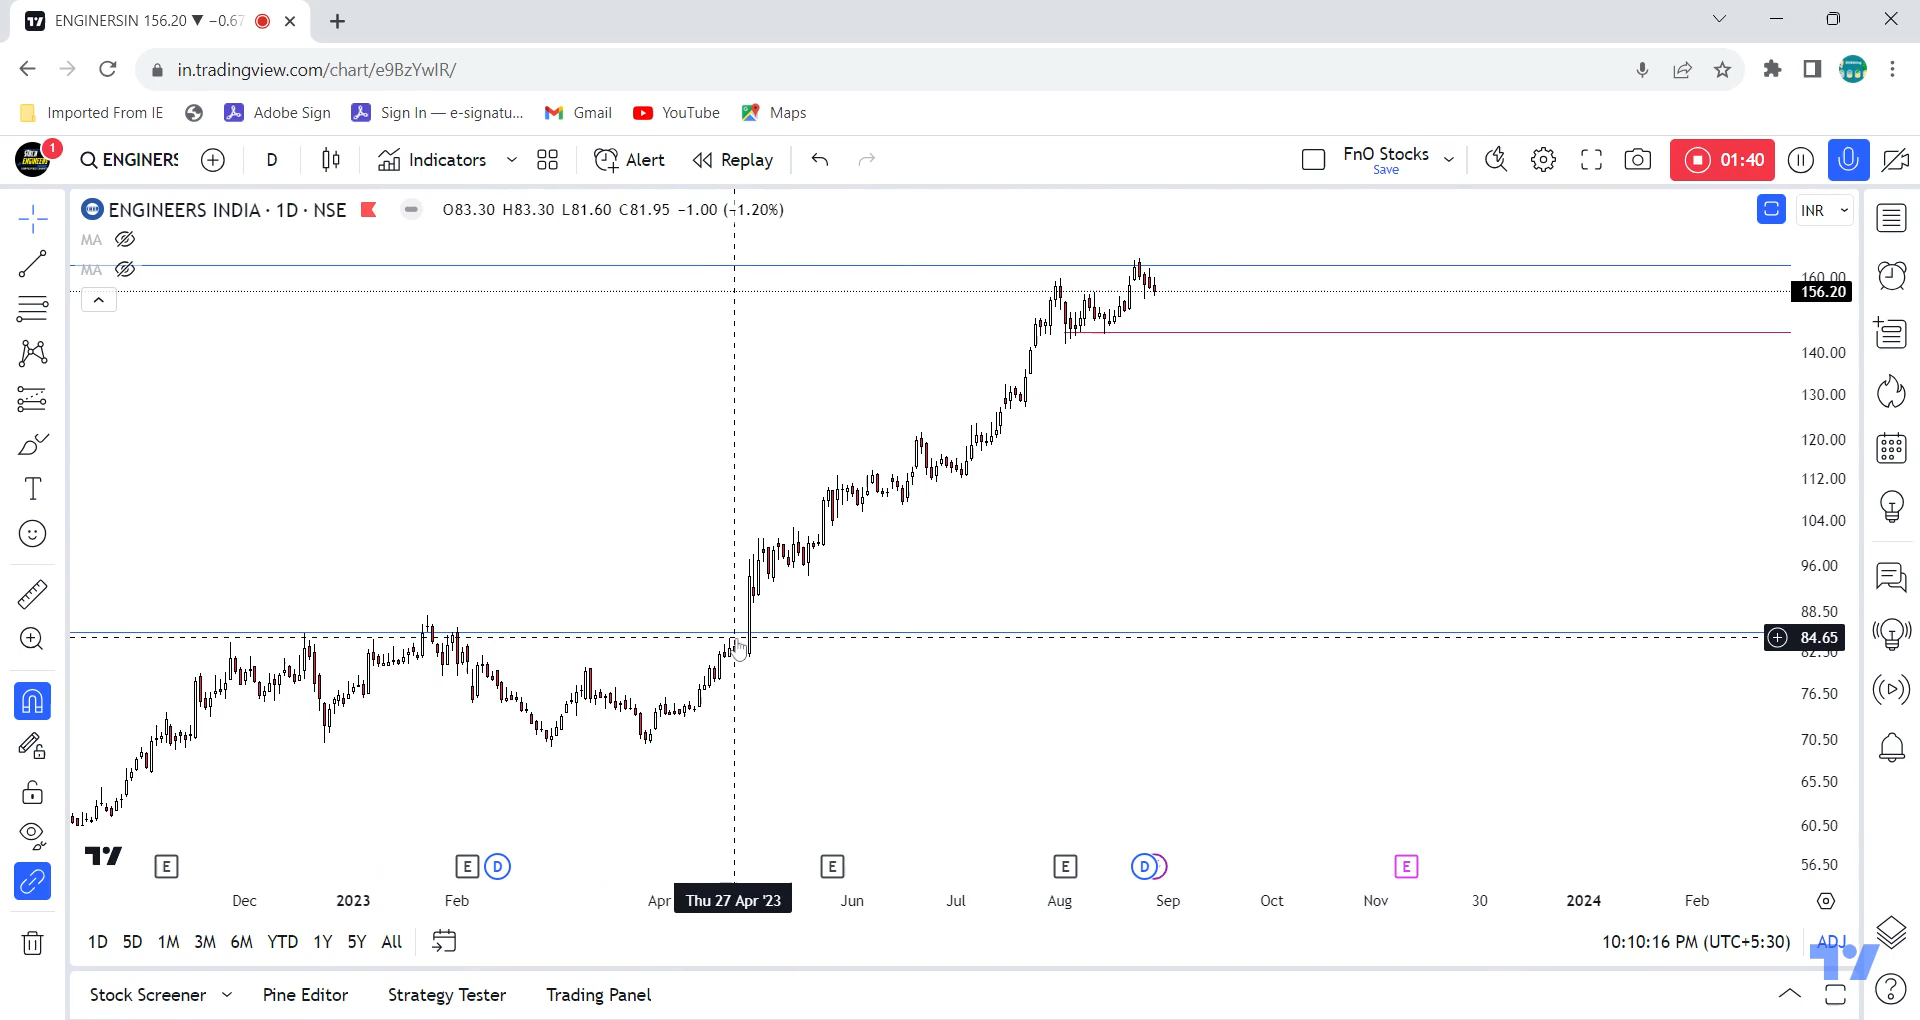 ENGINERSIN 156.20 ▼ −0.67
in.tradingview.com/chart/e9BzYwIR/
Imported From IE
Adobe Sign
Sign In — e-signatu...
Gmail
YouTube
Maps
1
ENGINERS
D
Indicators
Alert
Replay
FnO Stocks
Save
01:40
ENGINEERS INDIA · 1D · NSE
O83.30 H83.30 L81.60 C81.95 −1.00 (−1.20%)
INR
MA
MA
160.00
156.20
140.00
130.00
120.00
112.00
104.00
96.00
88.50
84.65
82.50
76.50
70.50
65.50
60.50
56.50
E
E
D
E
E
D
E
Dec
2023
Feb
Apr
Thu 27 Apr '23
Jun
Jul
Aug
Sep
Oct
Nov
30
2024
Feb
1D 5D 1M 3M 6M YTD 1Y 5Y All
10:10:16 PM (UTC+5:30)
ADJ
Stock Screener
Pine Editor
Strategy Tester
Trading Panel